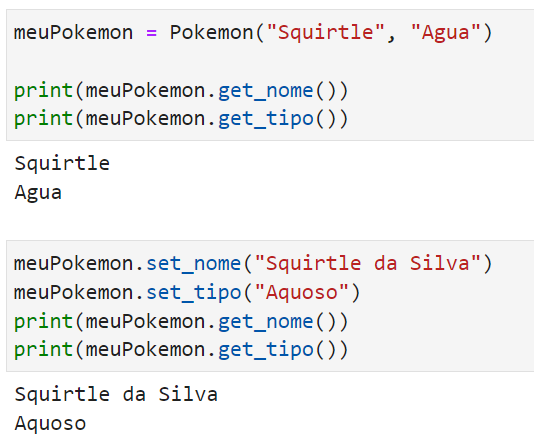 meuPokemon = Pokemon("Squirtle", "Agua")
print(meuPokemon.get_nome())
print(meuPokemon.get_tipo())
Squirtle
Agua
meuPokemon.set_nome("Squirtle da Silva")
meuPokemon.set_tipo("Aquoso")
print(meuPokemon.get_nome())
print(meuPokemon.get_tipo())
Squirtle da Silva
Aquoso